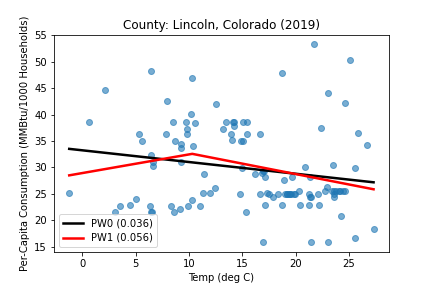 County: Lincoln, Colorado (2019)
Per-Capita Consumption (MMBtu/1000 Households)
55
50
45
40
35
30
25
20
15
PW0 (0.036)
PW1 (0.056)
0 5 10 15 20 25
Temp (deg C)